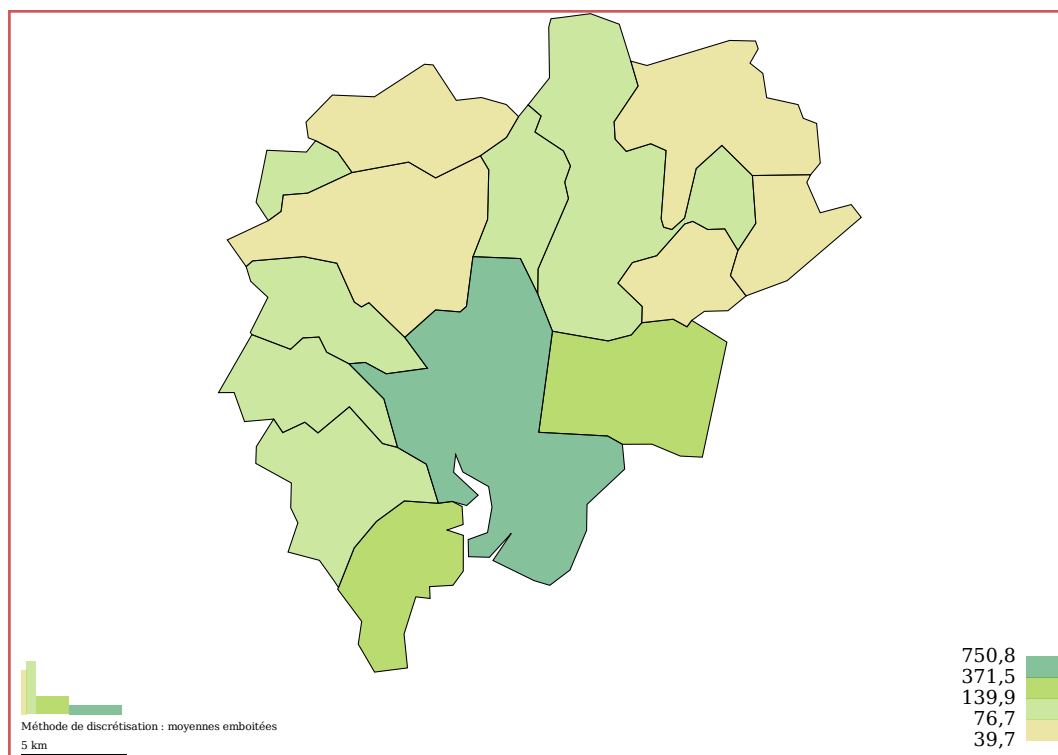 750,8
371,5
139,9
76,7
39,7
Méthode de discrétisation : moyennes emboitées
5 km